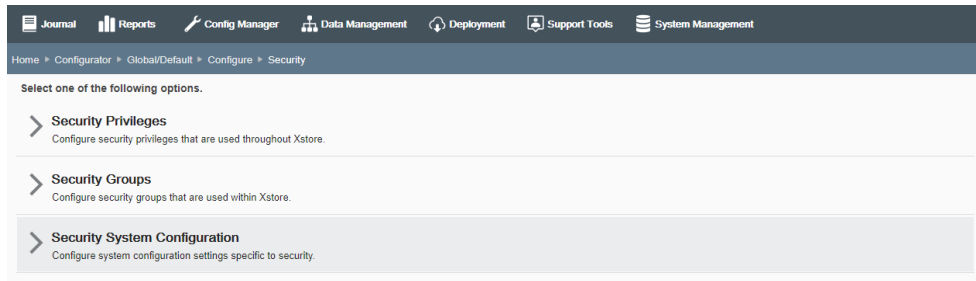 Journal Reports Config Manager Data Management Deployment Support Tools System Management
Home Configurator Global/Default Configure Security
Select one of the following options.
Security Privileges
Configure security privileges that are used throughout Xstore.
Security Groups
Configure security groups that are used within Xstore.
Security System Configuration
Configure system configuration settings specific to security.